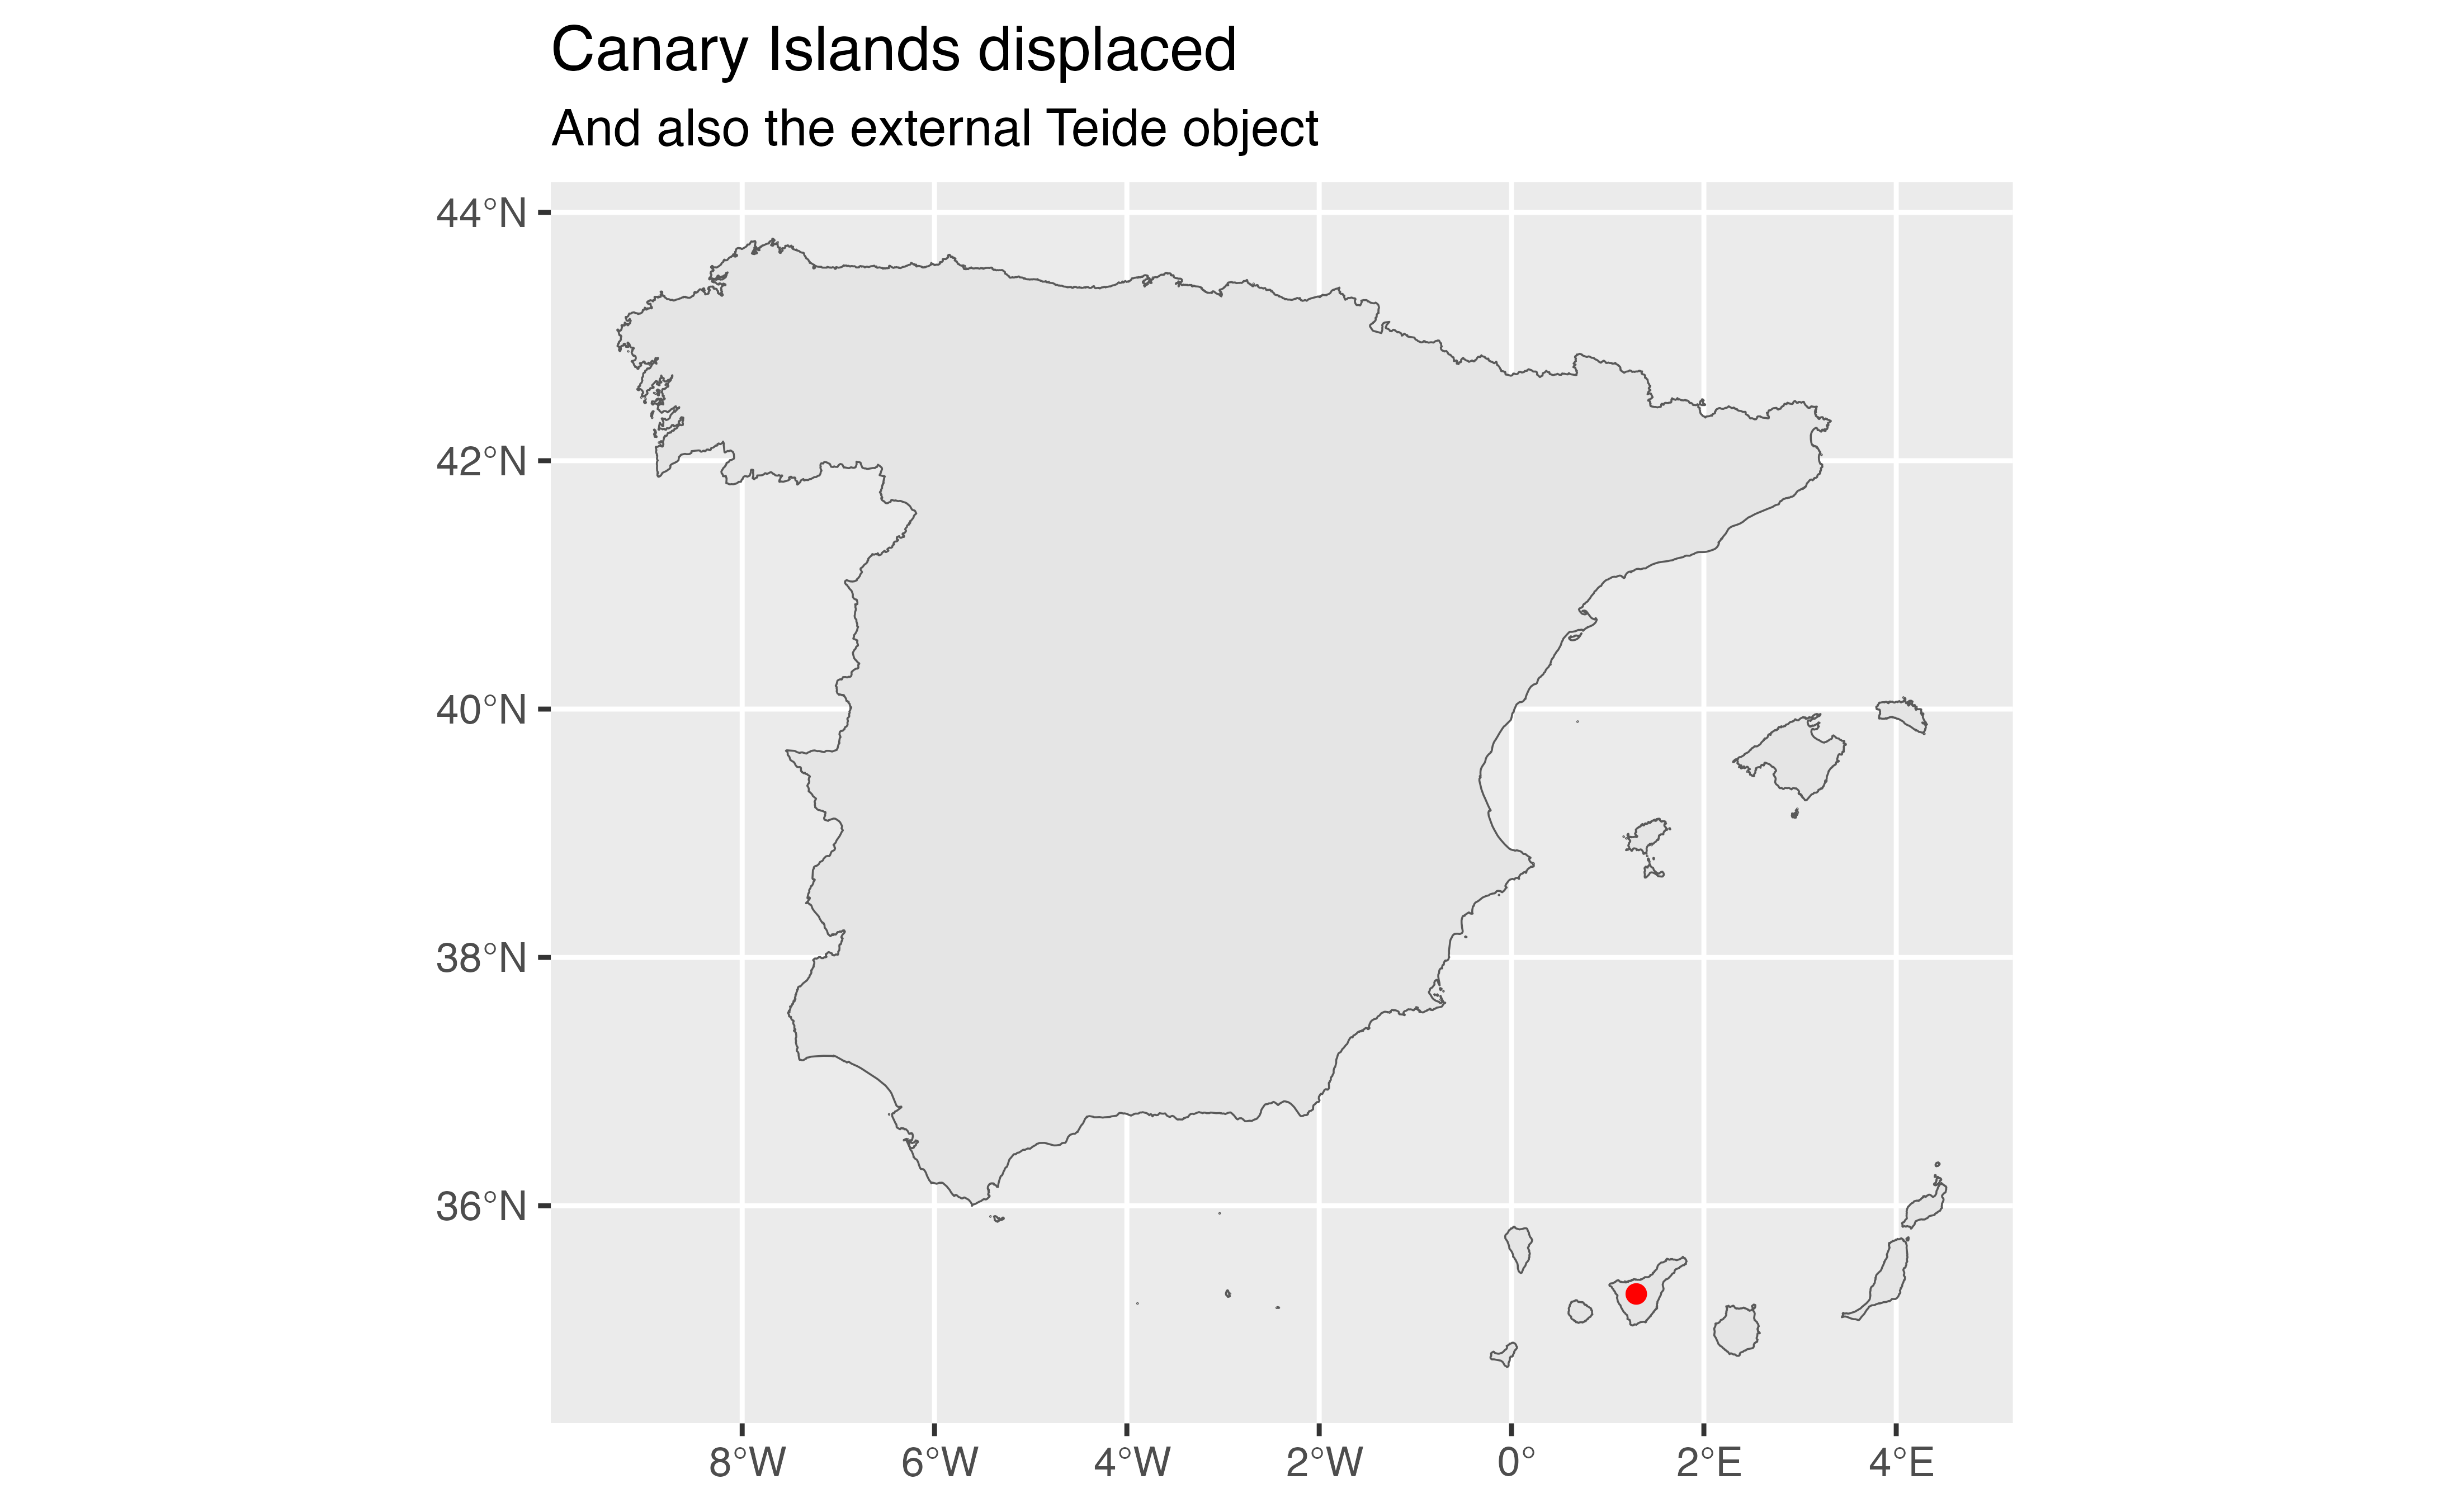 Canary Islands displaced
And also the external Teide object
44°N
42°N
40°N
38°N
36°N
8°W 6°W 4°W 2°W 0° 2°E 4°E